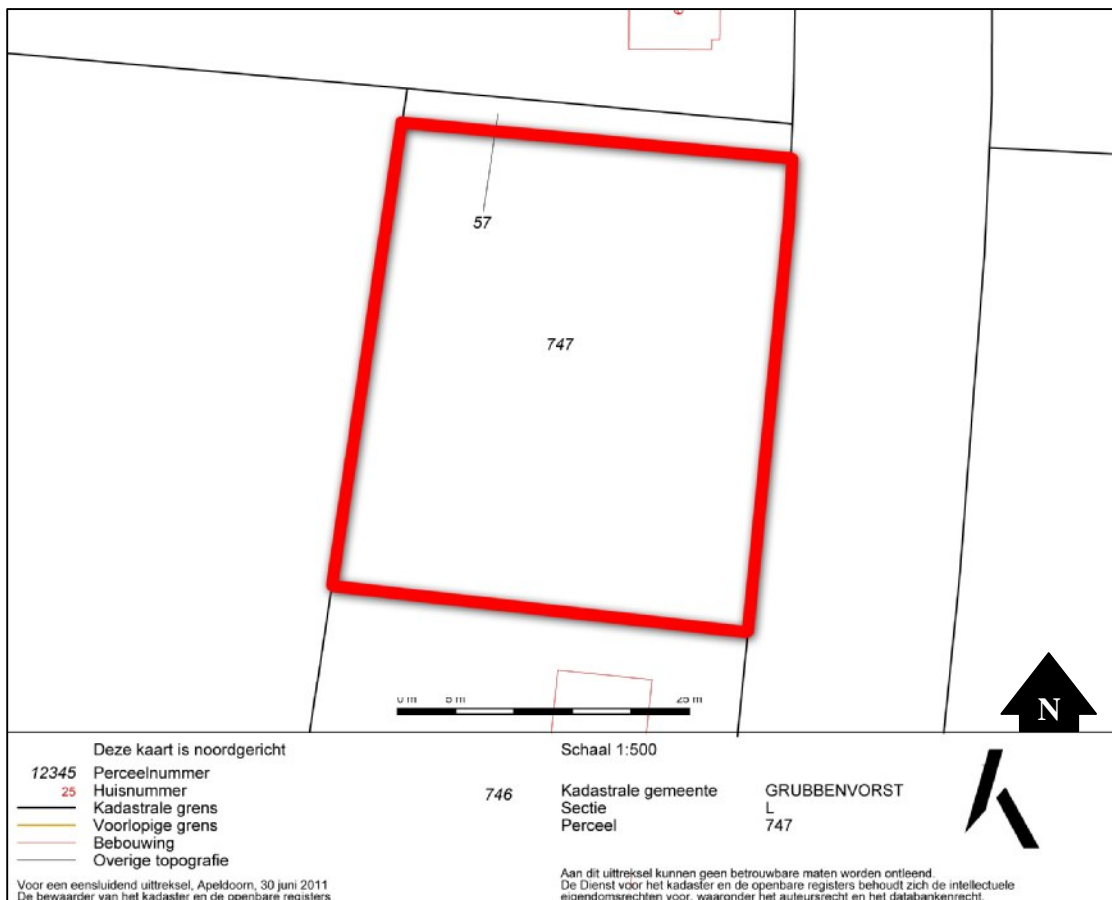 57
747
0 m 5 m 25 m
N
Deze kaart is noordgericht
12345 Perceelnummer
25 Huisnummer
Kadastrale grens
Voorlopige grens
Bebouwing
Overige topografie
Voor een eensluidend uittreksel, Apeldoorn, 30 juni 2011
De bewaarder van het kadaster en de openbare registers
746
Schaal 1:500
Kadastrale gemeente GRUBBENVORST
Sectie L
Perceel 747
Aan dit uittreksel kunnen geen betrouwbare maten worden ontleend.
De Dienst voor het kadaster en de openbare registers behoudt zich de intellectuele
eigendomsrechten voor, waaronder het auteursrecht en het databankenrecht.